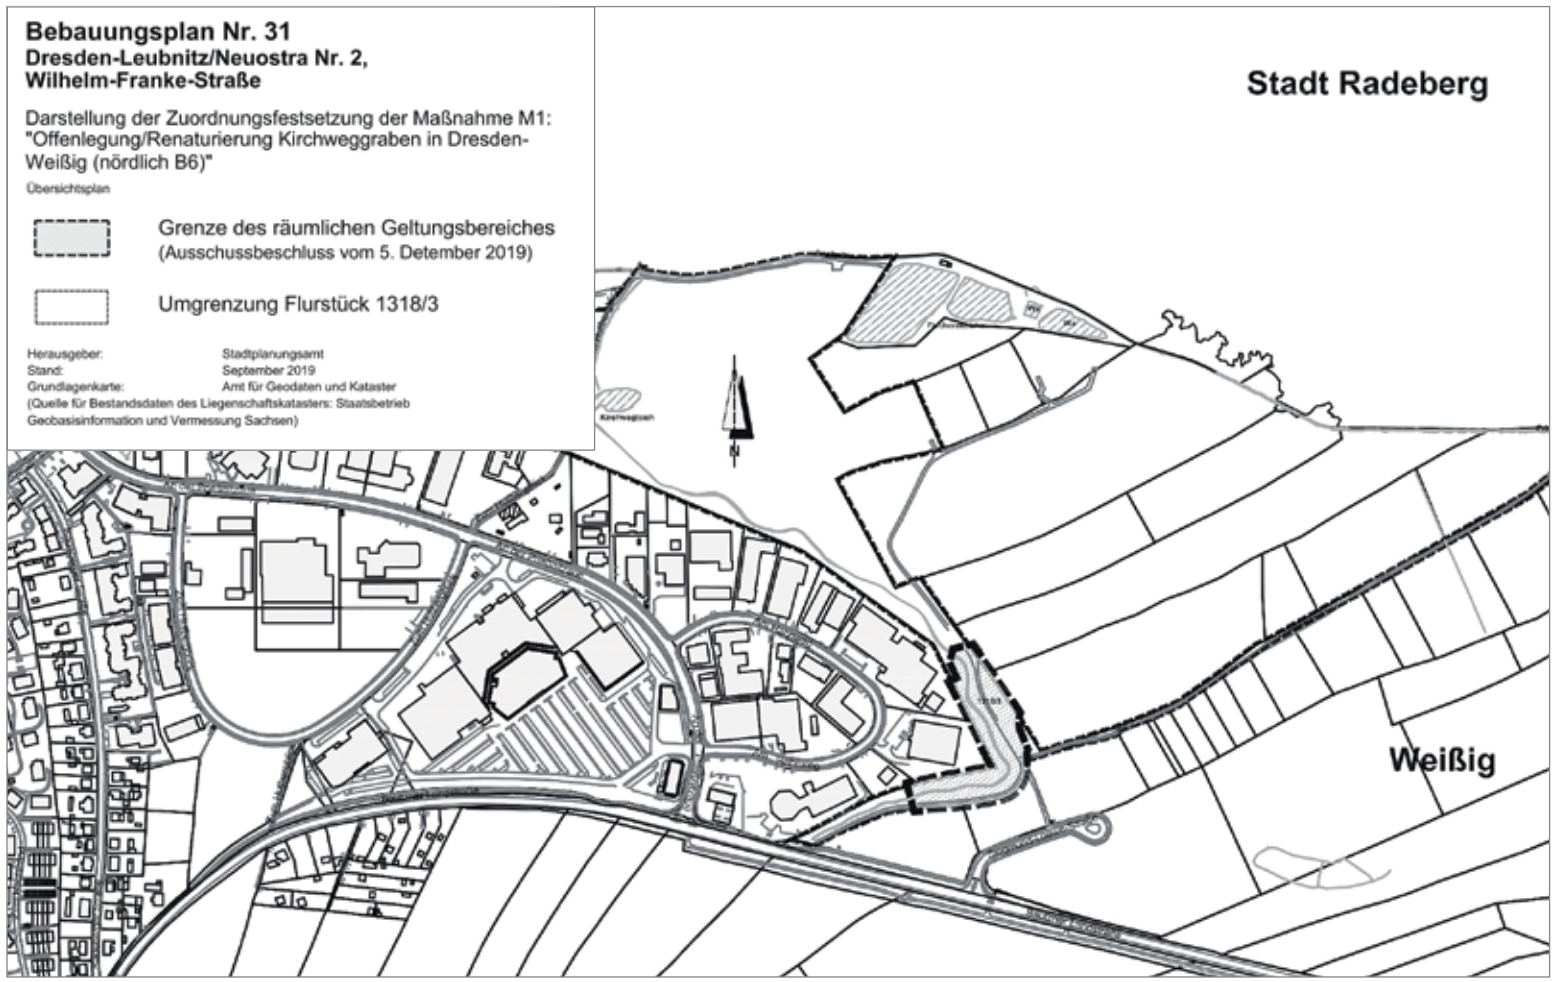 Bebauungsplan Nr. 31
Dresden-Leubnitz/Neuostra Nr. 2,
Wilhelm-Franke-Straße
Darstellung der Zuordnungsfestsetzung der Maßnahme M1:
"Offenlegung/Renaturierung Kirchweggraben in Dresden-
Weißig (nördlich B6)"
Übersichtsplan
Grenze des räumlichen Geltungsbereiches
(Ausschussbeschluss vom 5. Detember 2019)
Umgrenzung Flurstück 1318/3
Herausgeber: Stadtplanungsamt
Stand: September 2019
Grundlagenkarte: Amt für Geodaten und Kataster
(Quelle für Bestandsdaten des Liegenschaftskatasters: Staatsbetrieb
Geobasisinformation und Vermessung Sachsen)
Stadt Radeberg
N
1318/3
Weißig